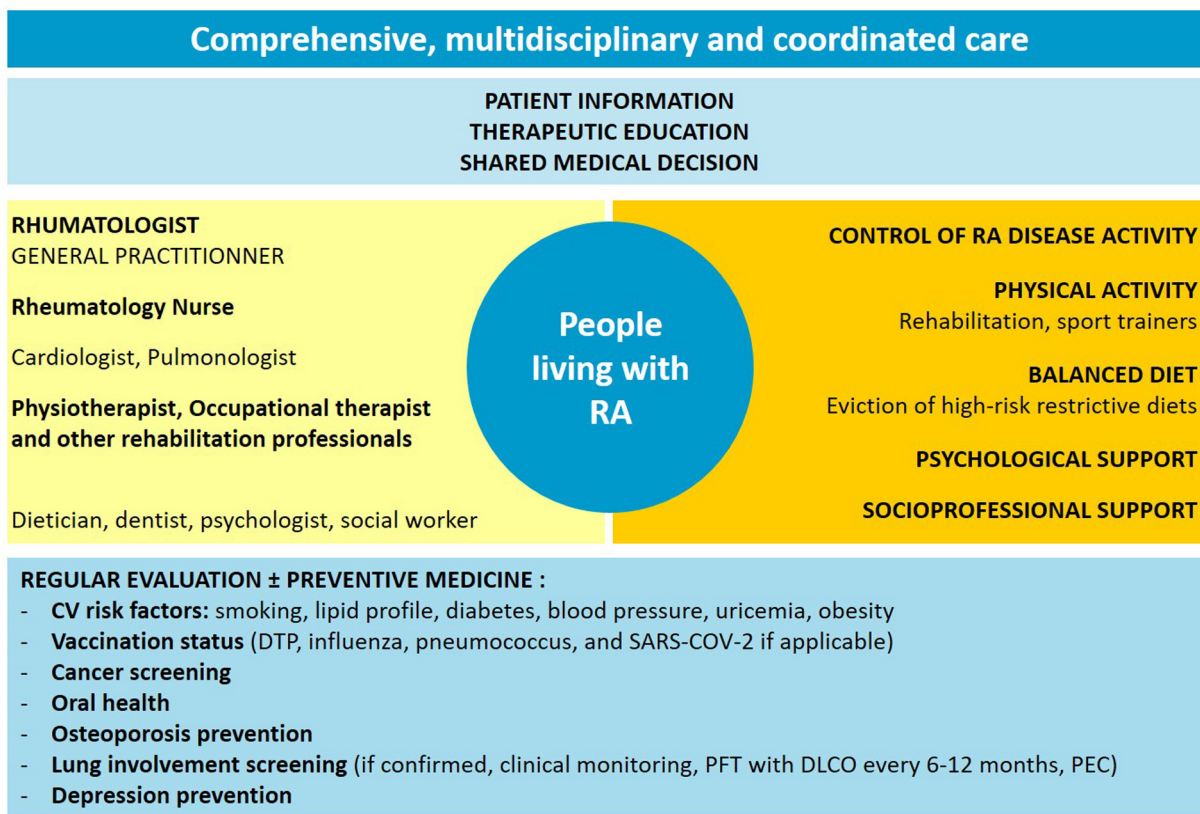 Comprehensive, multidisciplinary and coordinated care
PATIENT INFORMATION
THERAPEUTIC EDUCATION
SHARED MEDICAL DECISION
RHUMATOLOGIST
GENERAL PRACTITIONNER
Rheumatology Nurse
Cardiologist, Pulmonologist
Physiotherapist, Occupational therapist
and other rehabilitation professionals
Dietician, dentist, psychologist, social worker
People
living with
RA
CONTROL OF RA DISEASE ACTIVITY
PHYSICAL ACTIVITY
Rehabilitation, sport trainers
BALANCED DIET
Eviction of high-risk restrictive diets
PSYCHOLOGICAL SUPPORT
SOCIOPROFESSIONAL SUPPORT
REGULAR EVALUATION ± PREVENTIVE MEDICINE :
- CV risk factors: smoking, lipid profile, diabetes, blood pressure, uricemia, obesity
- Vaccination status (DTP, influenza, pneumococcus, and SARS-COV-2 if applicable)
- Cancer screening
- Oral health
- Osteoporosis prevention
- Lung involvement screening (if confirmed, clinical monitoring, PFT with DLCO every 6-12 months, PEC)
- Depression prevention